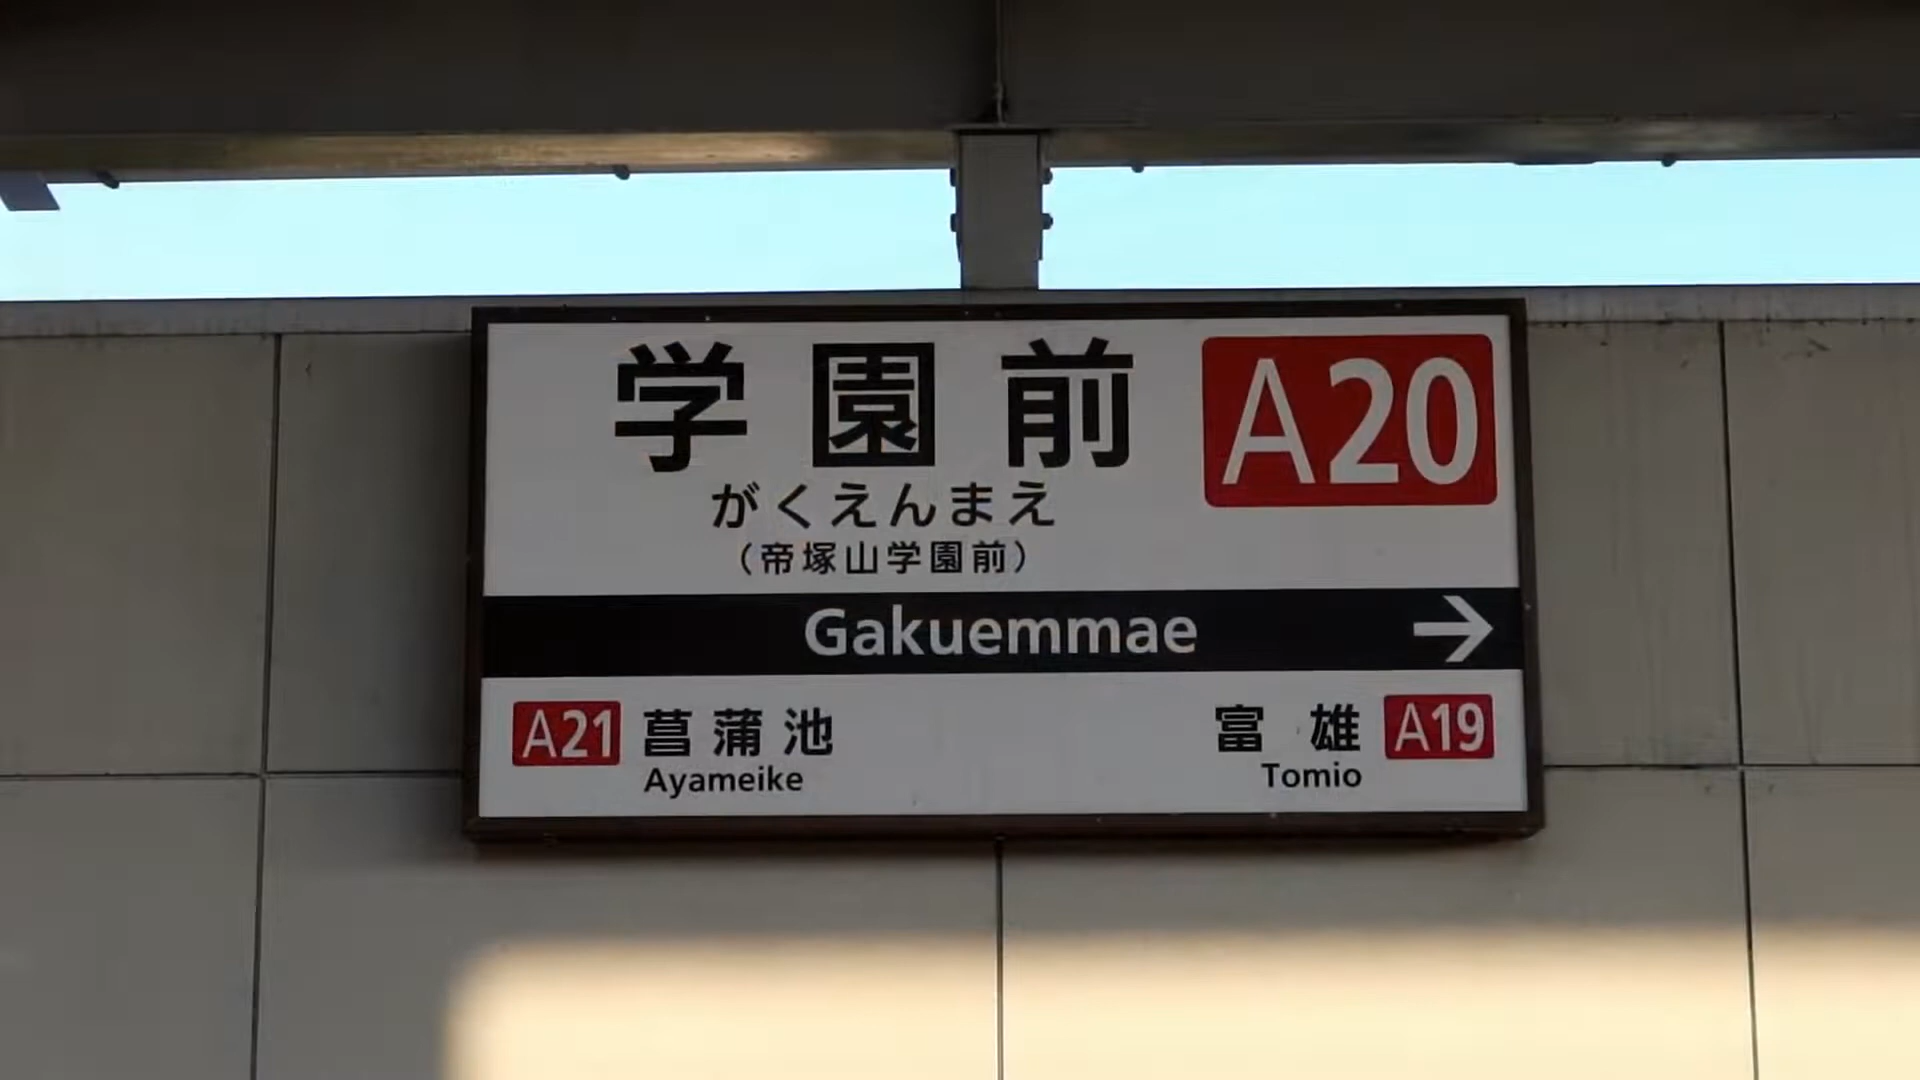 学園前 A20
がくえんまえ
（帝塚山学園前）
Gakuemmae →
A21 菖蒲池 富雄 A19
Ayameike Tomio